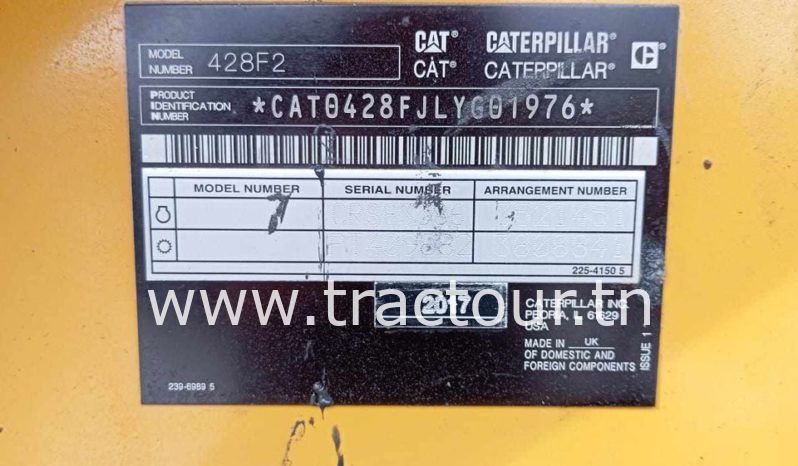 CAT® CATERPILLAR®
MODEL NUMBER 428F2
CAT® CATERPILLAR®
PRODUCT IDENTIFICATION NUMBER *CAT0428FJLYG01976*
MODEL NUMBER SERIAL NUMBER ARRANGEMENT NUMBER
225-4150 5
www.tractour.tn
2017
CATERPILLAR INC.
PEORIA, IL 61629
USA
MADE IN UK
OF DOMESTIC AND
FOREIGN COMPONENTS
ISSUE 1
239-6989 5